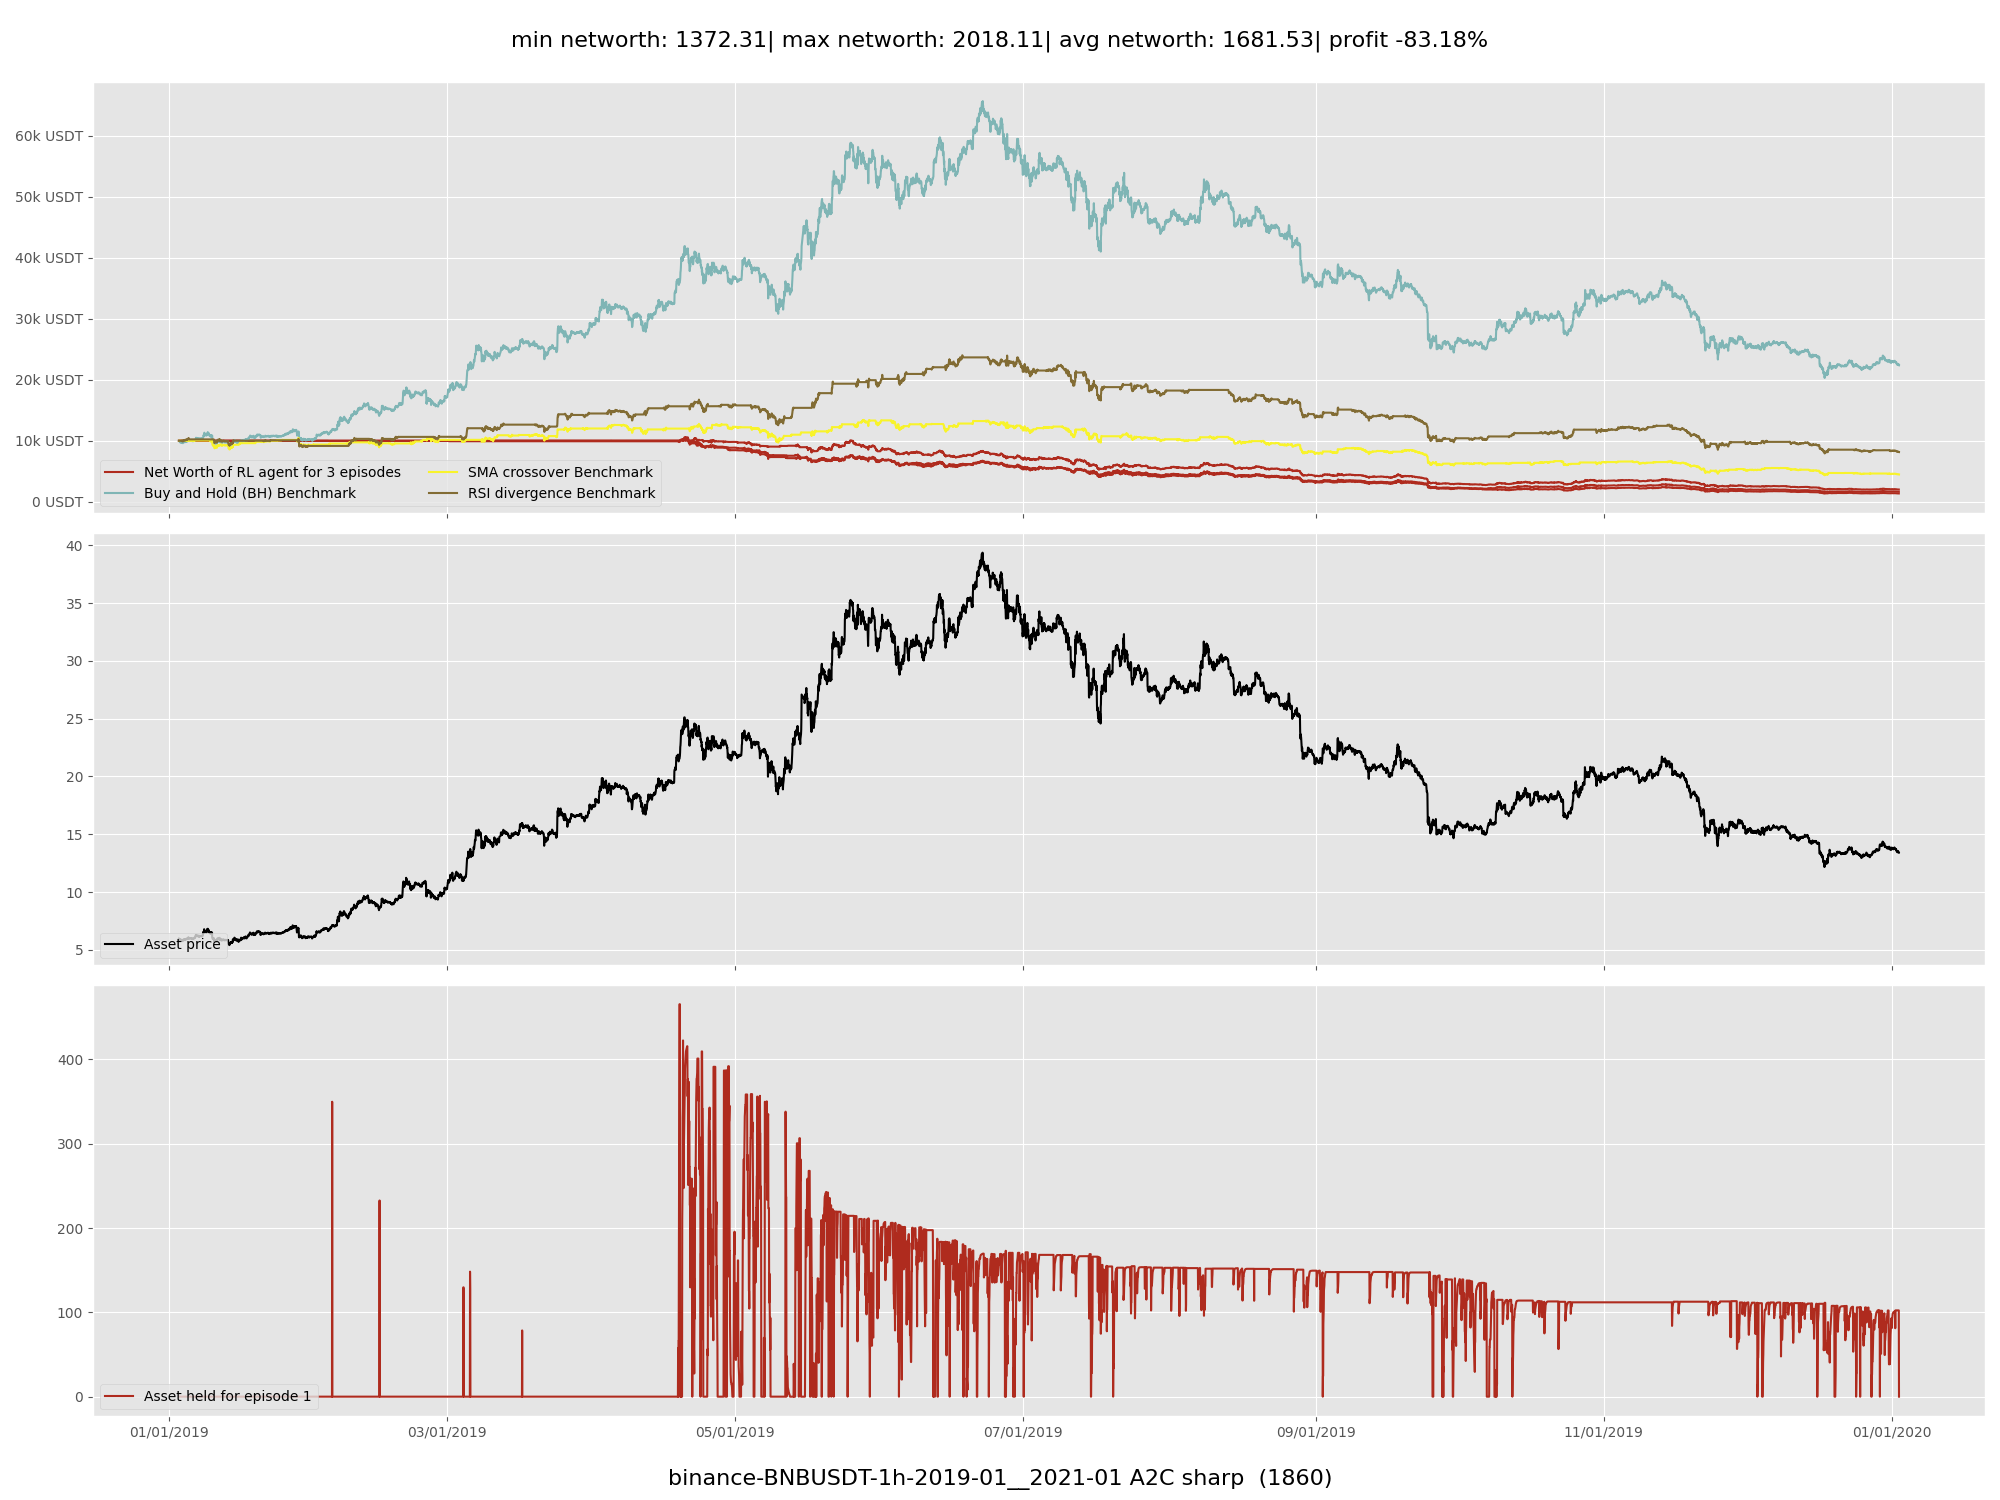 min networth: 1372.31| max networth: 2018.11| avg networth: 1681.53| profit -83.18%
60k USDT
50k USDT
40k USDT
30k USDT
20k USDT
10k USDT
0 USDT
Net Worth of RL agent for 3 episodes
Buy and Hold (BH) Benchmark
SMA crossover Benchmark
RSI divergence Benchmark
40
35
30
25
20
15
10
5
Asset price
400
300
200
100
0
Asset held for episode 1
01/01/2019
03/01/2019
05/01/2019
07/01/2019
09/01/2019
11/01/2019
01/01/2020
binance-BNBUSDT-1h-2019-01__2021-01 A2C sharp (1860)